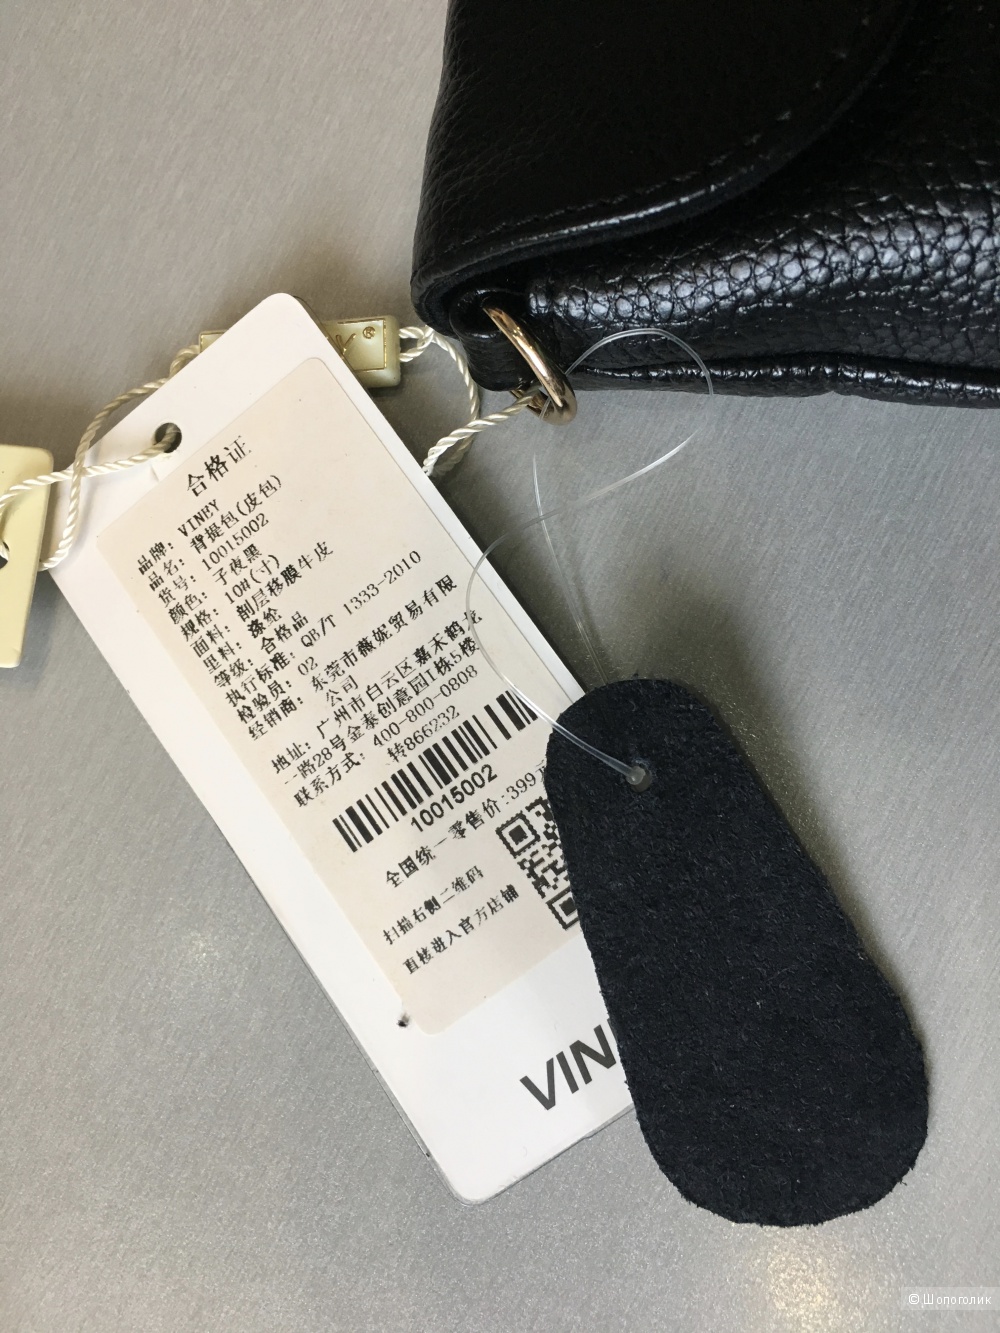 合格证
品牌: VINEY
品名: 背提包(皮包)
货号: 10015002
颜色: 子夜黑
规格: 10#(寸)
面料: 剖层移膜牛皮
里料: 涤纶
等级: 合格品
执行标准: QB/T 1333-2010
检验员: 02
经销商: 东莞市薇妮贸易有限
公司
地址: 广州市白云区嘉禾鹤龙
一路28号金泰创意园I栋5楼
联系方式: 400-800-0808
转866232
10015002
全国统一零售价:399
扫描右侧二维码
直接进入官方店铺
VIN
Y®
© Шопоголик